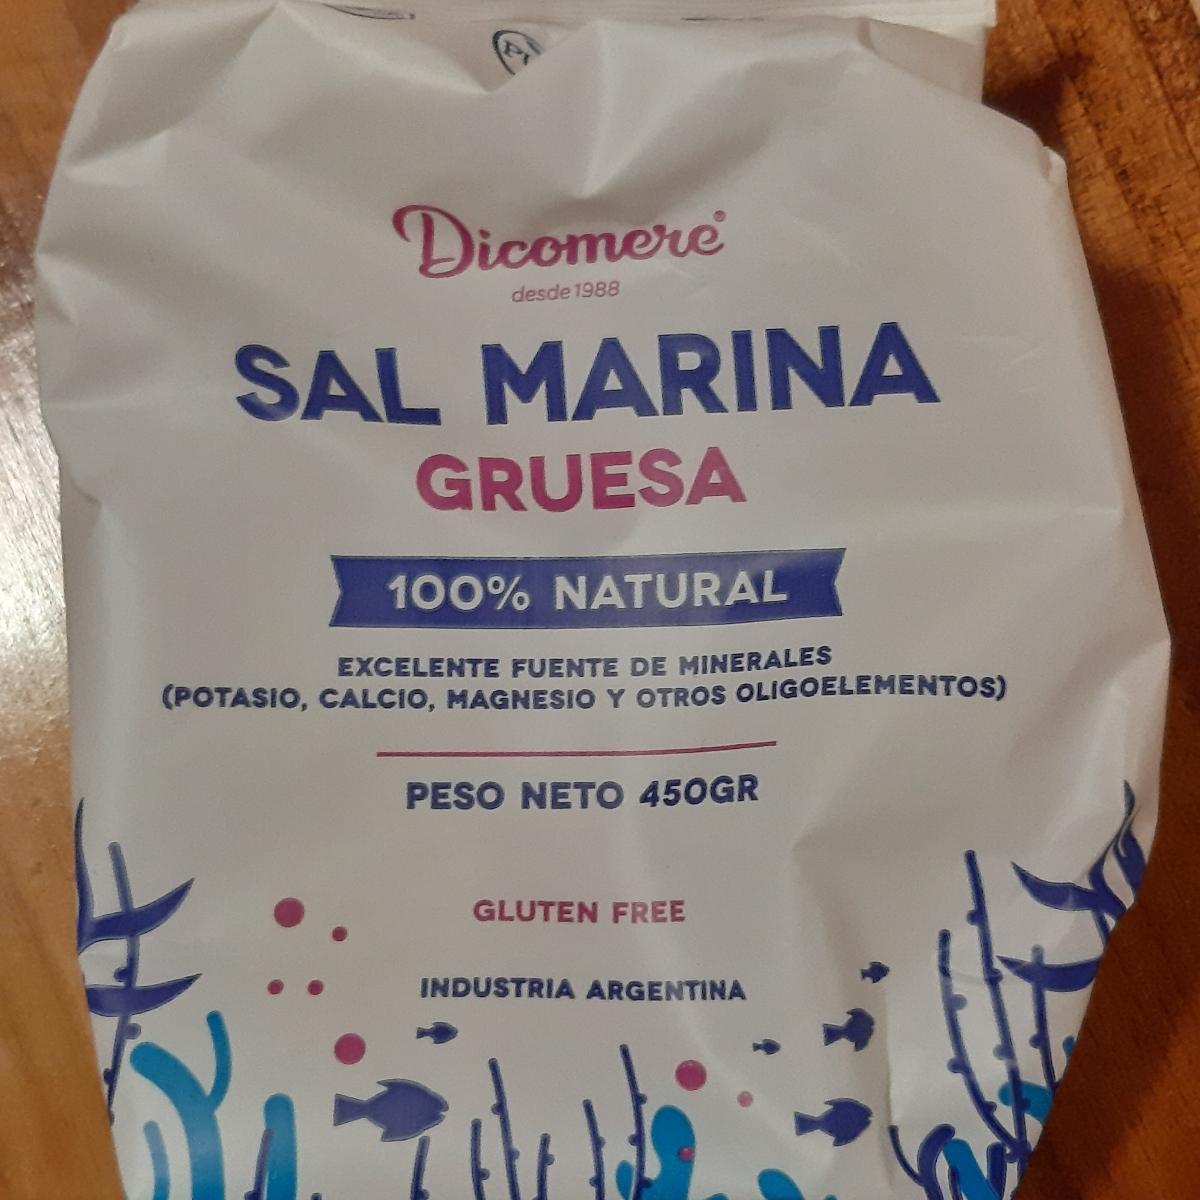 Dicomere®
desde 1988
SAL MARINA
GRUESA
100% NATURAL
EXCELENTE FUENTE DE MINERALES
(POTASIO, CALCIO, MAGNESIO Y OTROS OLIGOELEMENTOS)
PESO NETO 450GR
GLUTEN FREE
INDUSTRIA ARGENTINA